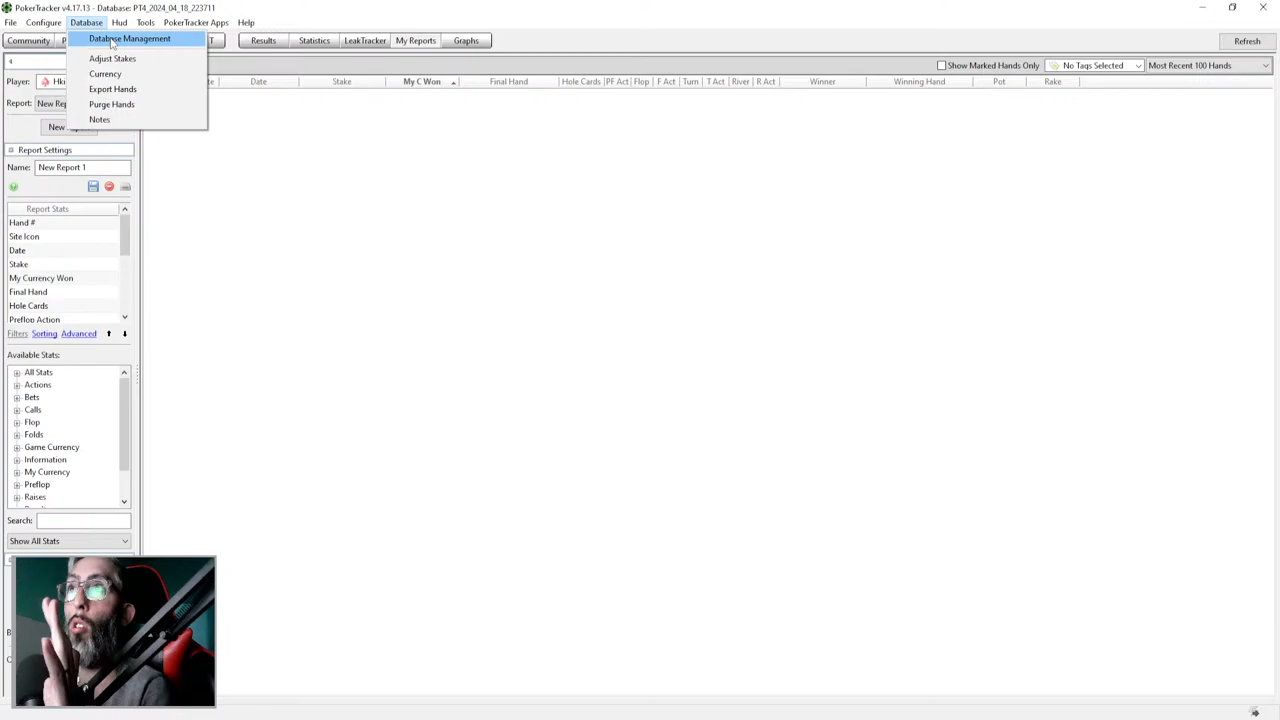 PokerTracker v4.17.13 - Database: PT4_2024_04_18_223711
File Configure Database Hud Tools PokerTracker Apps Help
Community Results Statistics LeakTracker My Reports Graphs Refresh
Database Management
Adjust Stakes
Currency
Export Hands
Purge Hands
Notes
Show Marked Hands Only No Tags Selected Most Recent 100 Hands
Date Stake My C Won Final Hand Hole Cards PF Act Flop F Act Turn T Act River R Act Winner Winning Hand Pot Rake
Player:
Report: New Rep
New
Report Settings
Name: New Report 1
Report Stats
Hand #
Site Icon
Date
Stake
My Currency Won
Final Hand
Hole Cards
Preflop Action
Filters Sorting Advanced
Available Stats:
All Stats
Actions
Bets
Calls
Flop
Folds
Game Currency
Information
My Currency
Preflop
Raises
Search:
Show All Stats